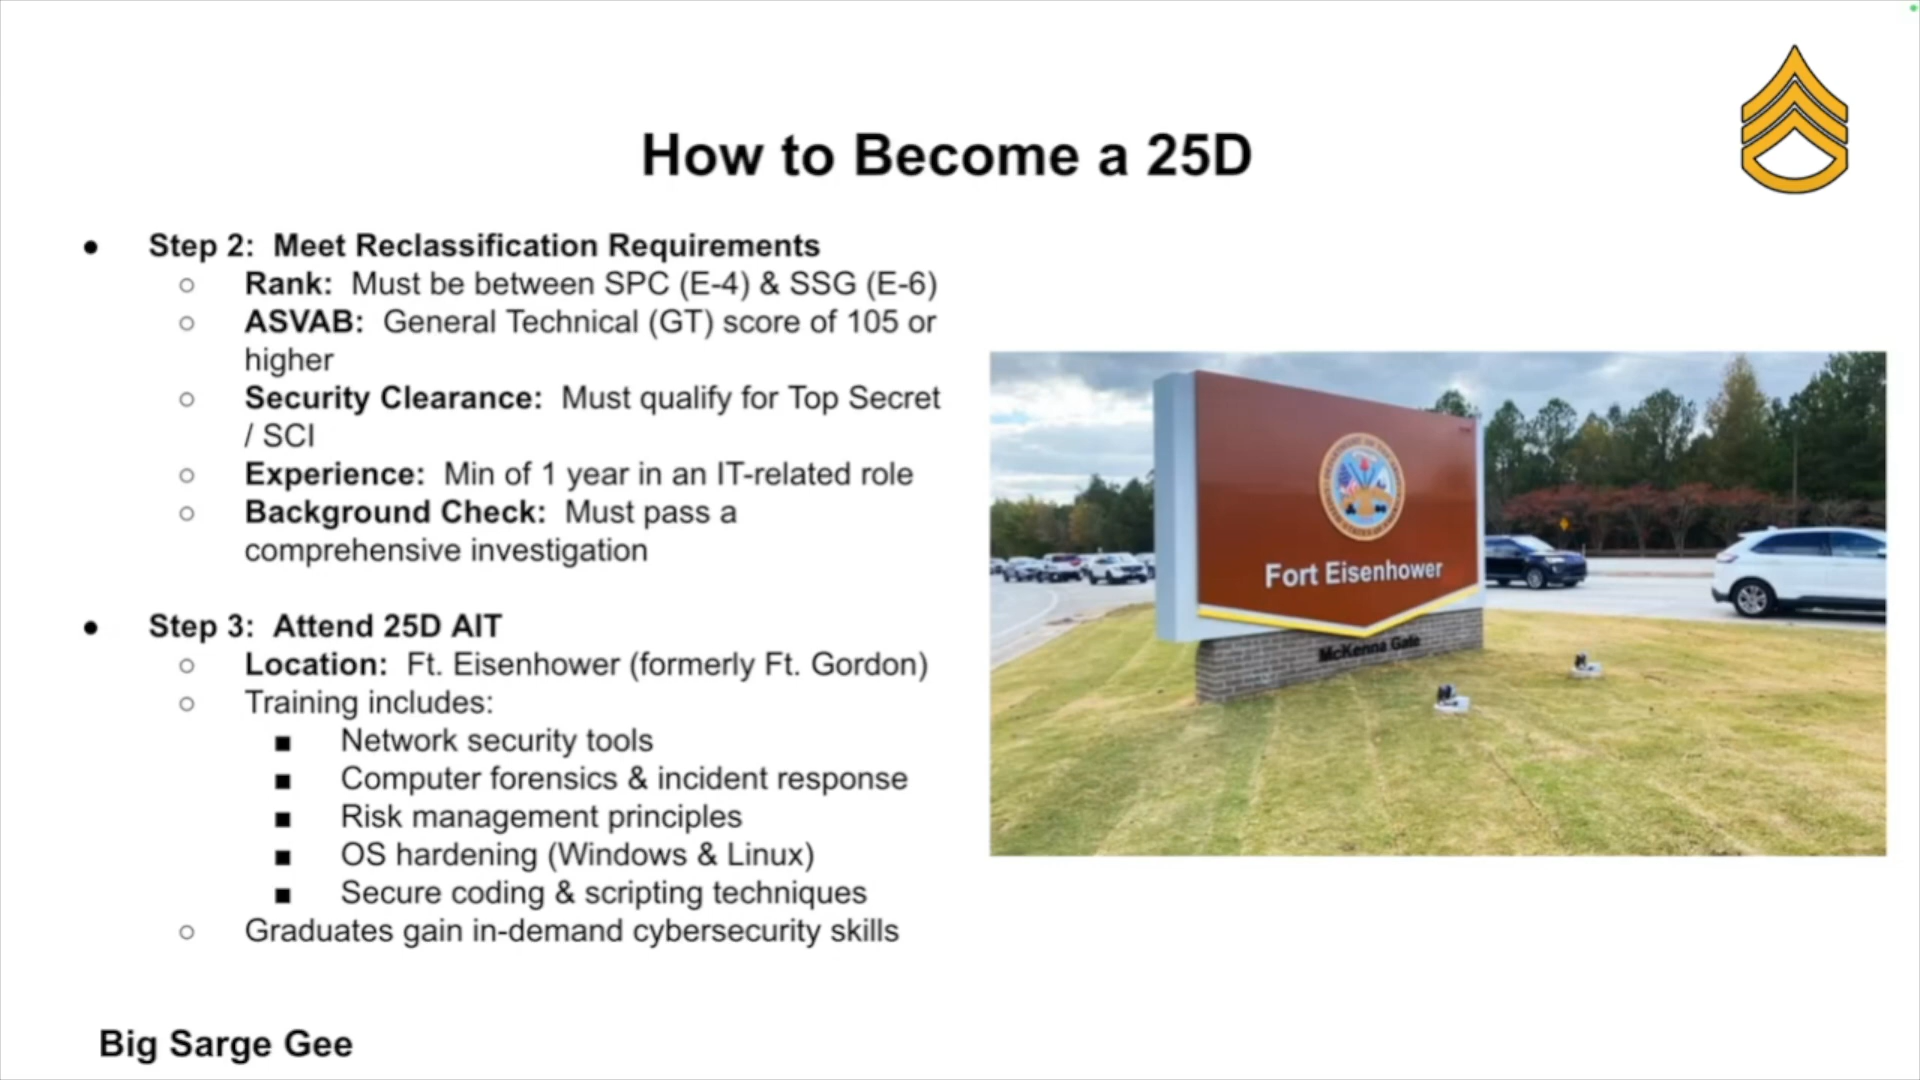 How to Become a 25D
● Step 2: Meet Reclassification Requirements
○ Rank: Must be between SPC (E-4) & SSG (E-6)
○ ASVAB: General Technical (GT) score of 105 or
higher
○ Security Clearance: Must qualify for Top Secret
/ SCI
○ Experience: Min of 1 year in an IT-related role
○ Background Check: Must pass a
comprehensive investigation
● Step 3: Attend 25D AIT
○ Location: Ft. Eisenhower (formerly Ft. Gordon)
○ Training includes:
■ Network security tools
■ Computer forensics & incident response
■ Risk management principles
■ OS hardening (Windows & Linux)
■ Secure coding & scripting techniques
○ Graduates gain in-demand cybersecurity skills
Fort Eisenhower
McKenna Gate
Big Sarge Gee